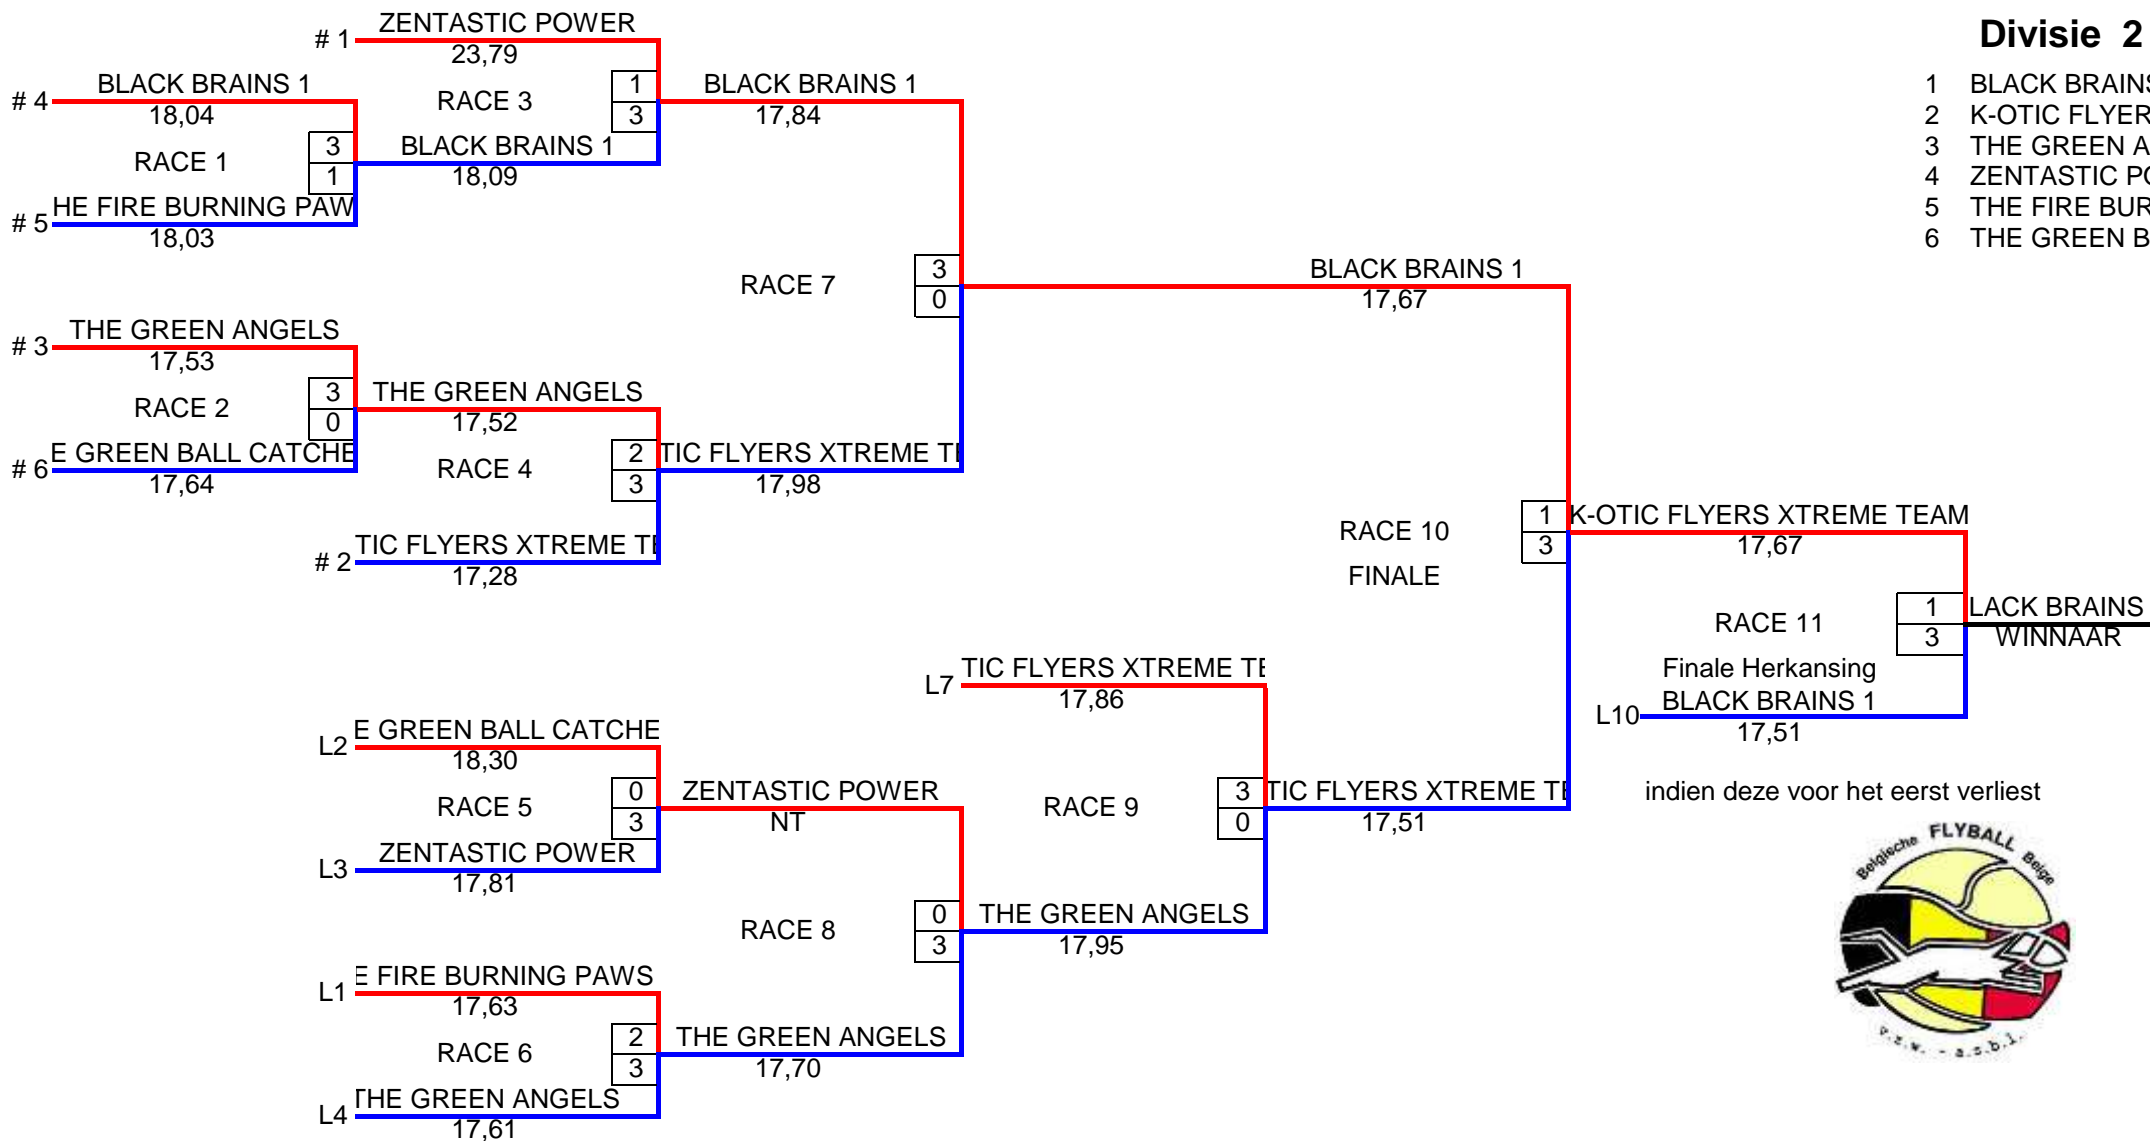 Divisie 2
1 BLACK BRAINS
2 K-OTIC FLYER
3 THE GREEN A
4 ZENTASTIC PO
5 THE FIRE BUR
6 THE GREEN B
# 1 ZENTASTIC POWER
23,79
# 4 BLACK BRAINS 1
18,04
RACE 1
3
1
# 5 HE FIRE BURNING PAW
18,03
RACE 3
1
3
BLACK BRAINS 1
18,09
BLACK BRAINS 1
17,84
# 3 THE GREEN ANGELS
17,53
RACE 2
3
0
# 6 E GREEN BALL CATCHE
17,64
THE GREEN ANGELS
17,52
RACE 4
2
3
# 2 TIC FLYERS XTREME TE
17,28
TIC FLYERS XTREME TE
17,98
RACE 7
3
0
BLACK BRAINS 1
17,67
RACE 10
FINALE
1
3
K-OTIC FLYERS XTREME TEAM
17,67
RACE 11
1
3
LACK BRAINS
WINNAAR
Finale Herkansing
L10 BLACK BRAINS 1
17,51
indien deze voor het eerst verliest
L7 TIC FLYERS XTREME TE
17,86
RACE 9
3
0
TIC FLYERS XTREME TE
17,51
L2 E GREEN BALL CATCHE
18,30
RACE 5
0
3
L3 ZENTASTIC POWER
17,81
ZENTASTIC POWER
NT
RACE 8
0
3
THE GREEN ANGELS
17,95
L1 E FIRE BURNING PAWS
17,63
RACE 6
2
3
L4 THE GREEN ANGELS
17,61
THE GREEN ANGELS
17,70
Belgische FLYBALL Belge
v.z.w. - a.s.b.l.